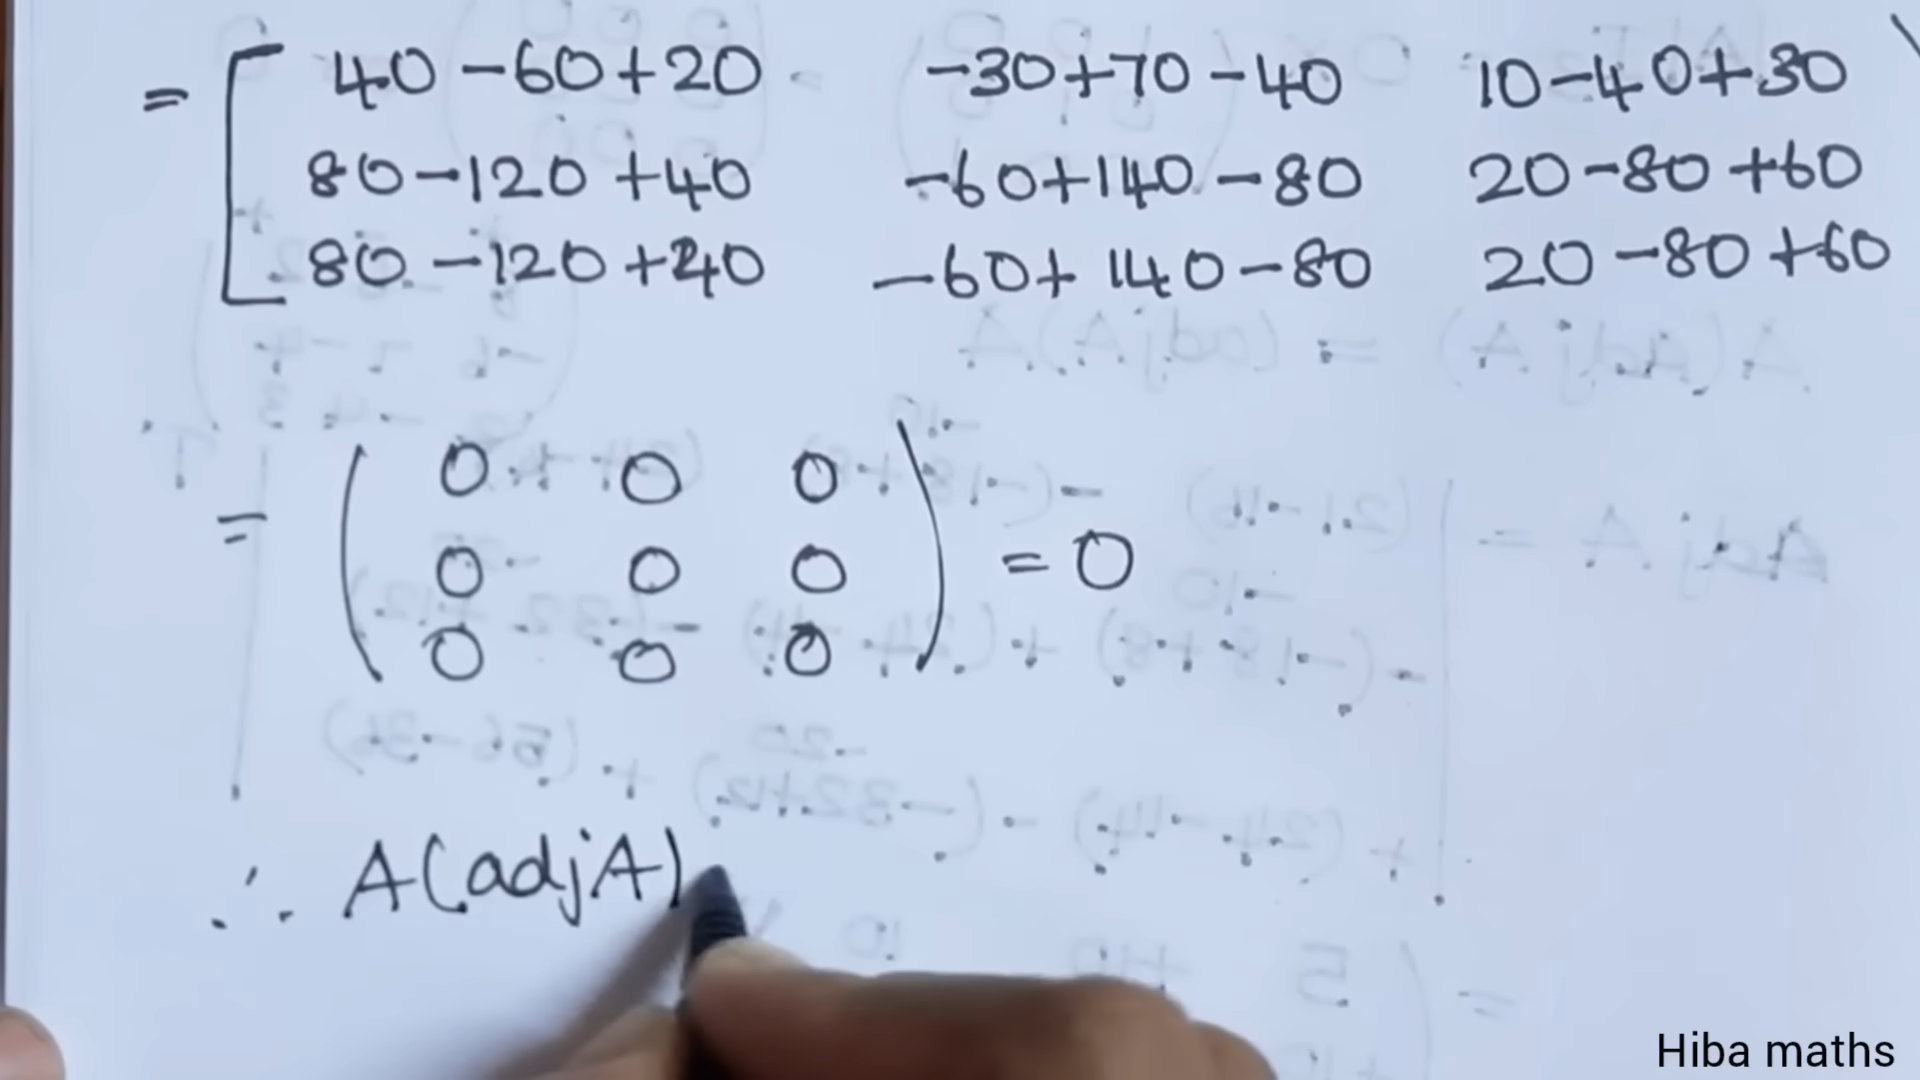 = [ 40-60+20 -30+70-40 10-40+30
80-120+40 -60+140-80 20-80+60
80-120+40 -60+140-80 20-80+60
= ( 0 0 0
0 0 0 ) = 0
0 0 0
∴ A(adjA)
Hiba maths